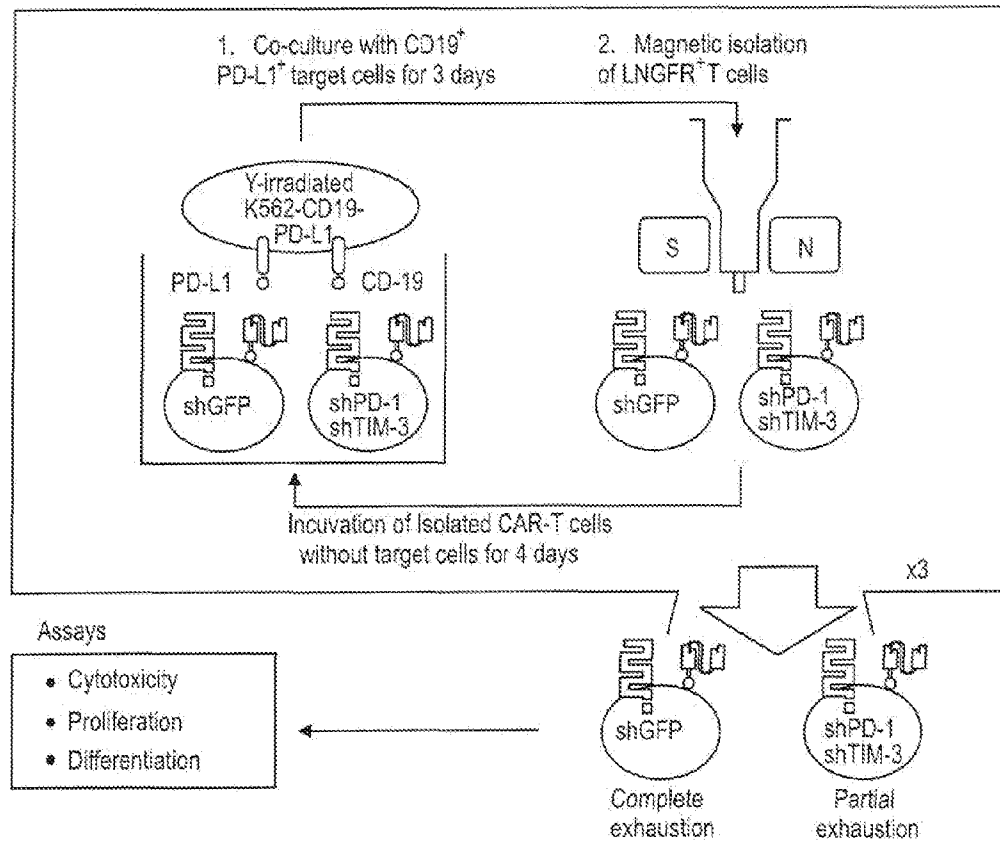 1. Co-culture with CD19⁺
PD-L1⁺ target cells for 3 days
2. Magnetic isolation
of LNGFR⁺T cells
Y-irradiated
K562-CD19-
PD-L1
PD-L1
CD-19
S
N
shGFP
shPD-1
shTIM-3
shGFP
shPD-1
shTIM-3
Incuvation of Isolated CAR-T cells
without target cells for 4 days
x3
Assays
• Cytotoxicity
• Proliferation
• Differentiation
shGFP
shPD-1
shTIM-3
Complete
exhaustion
Partial
exhaustion